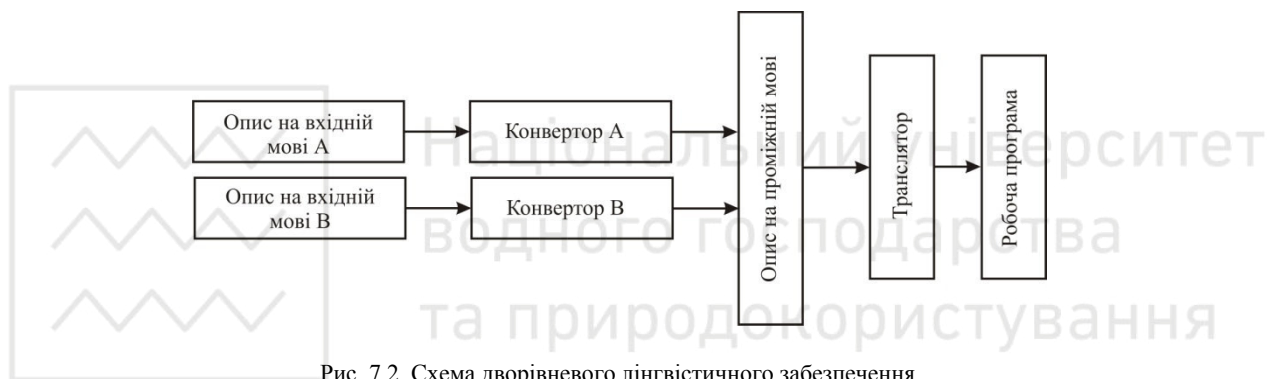 Опис на вхідній
мові А
Конвертор А
Опис на вхідній
мові В
Конвертор В
Опис на проміжній мові
Транслятор
Робоча програма
Національний університет
водного господарства
та природокористування
Рис. 7.2. Схема дворівневого лінгвістичного забезпечення